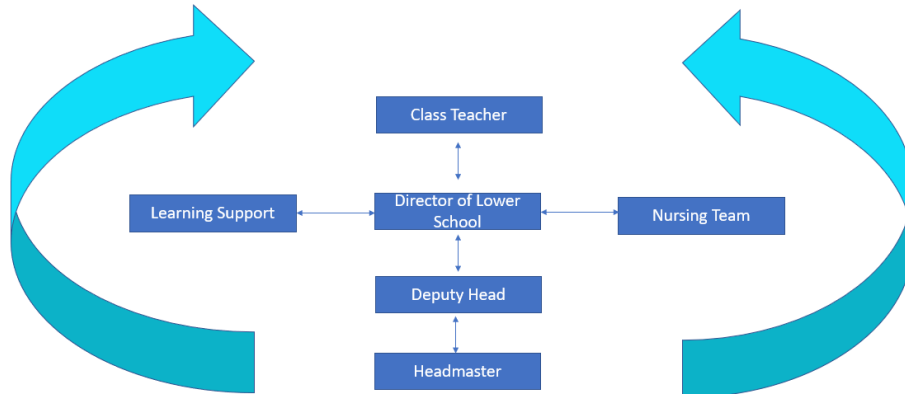 Class Teacher
Learning Support
Director of Lower
School
Nursing Team
Deputy Head
Headmaster